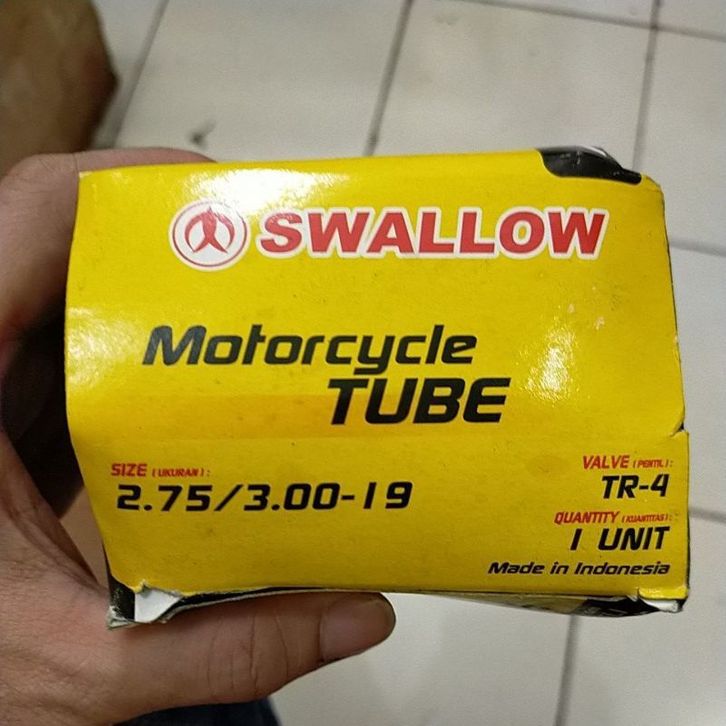 SWALLOW
Motorcycle
TUBE
SIZE (UKURAN):
2.75/3.00-19
VALVE (PENTIL):
TR-4
QUANTITY (KUANTITAS):
1 UNIT
Made in Indonesia